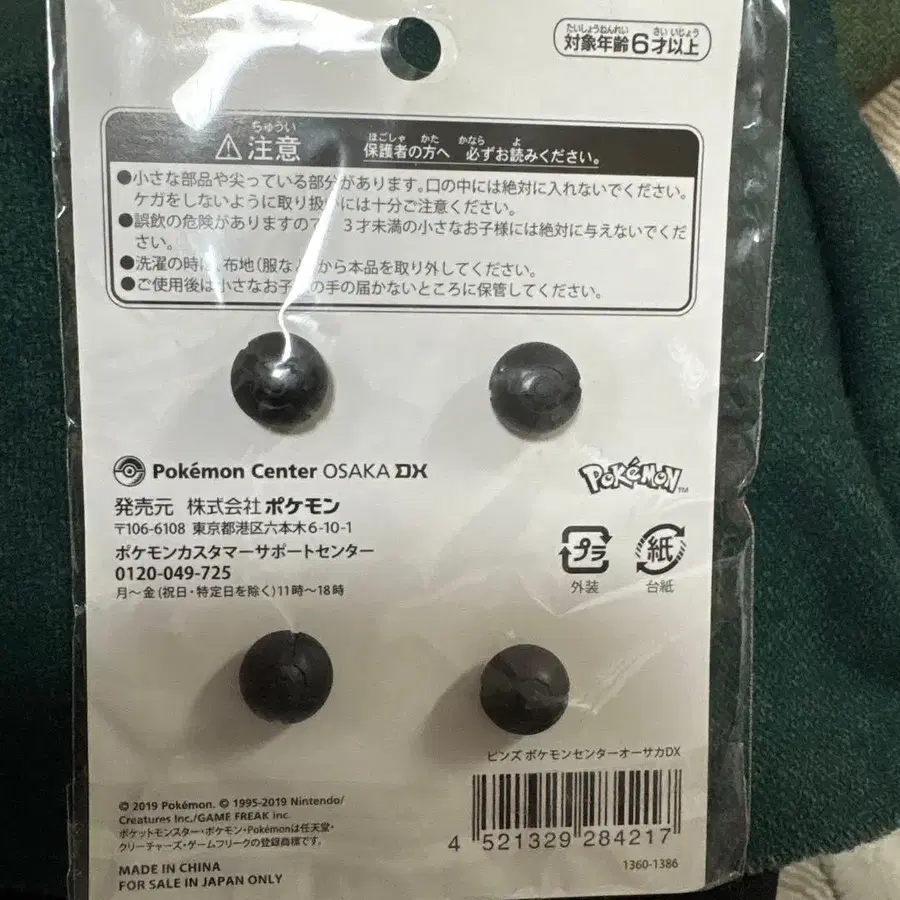 たいしょうねんれい さい いじょう
対象年齢6才以上
ちゅうい
注意
ほごしゃ かた かなら よ
保護者の方へ 必ずお読みください。
●小さな部品や尖っている部分があります。口の中には絶対に入れないでください。
ケガをしないように取り扱いには十分ご注意ください。
●誤飲の危険がありますので、3才未満の小さなお子様には絶対に与えないでくだ
さい。
●洗濯の時は、布地(服など)から本品を取り外してください。
●ご使用後は小さなお子様の手の届かないところに保管してください。
Pokémon Center OSAKA DX
POKéMON™
発売元 株式会社ポケモン
〒106-6108 東京都港区六本木6-10-1
ポケモンカスタマーサポートセンター
0120-049-725
月~金(祝日・特定日を除く)11時~18時
プラ
外装
紙
台紙
ピンズ ポケモンセンターオーサカDX
4 521329 284217
1360-1386
© 2019 Pokémon. © 1995-2019 Nintendo/
Creatures Inc./GAME FREAK inc.
ポケットモンスター・ポケモン・Pokémonは任天堂・
クリーチャーズ・ゲームフリークの登録商標です。
MADE IN CHINA
FOR SALE IN JAPAN ONLY